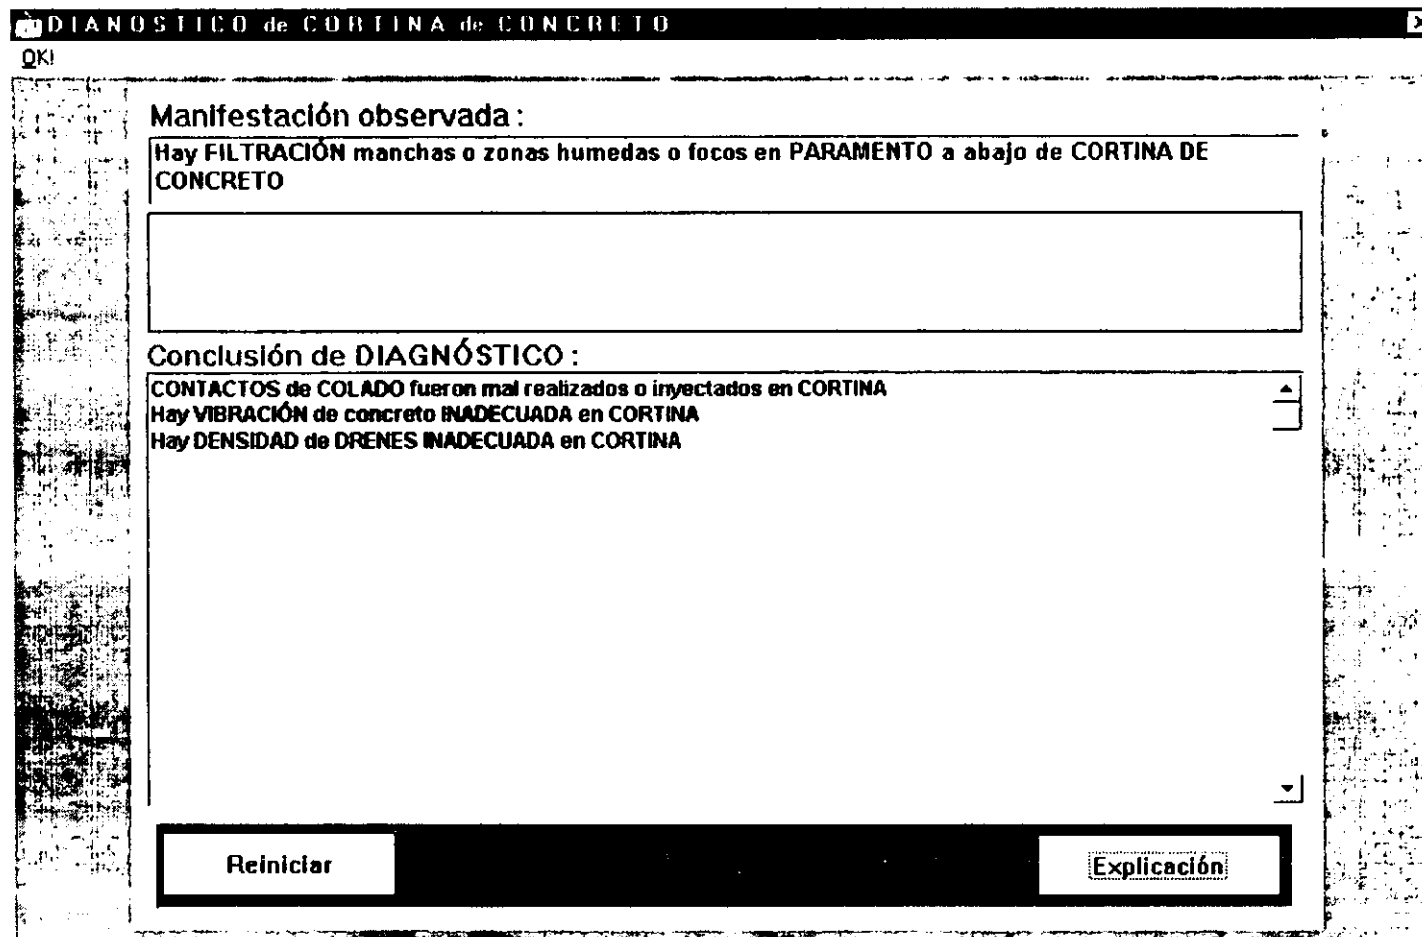 DIANOSTICO de CORTINA de CONCRETO
OK!
Manifestación observada :
Hay FILTRACIÓN manchas o zonas humedas o focos en PARAMENTO a abajo de CORTINA DE
CONCRETO
Conclusión de DIAGNÓSTICO :
CONTACTOS de COLADO fueron mal realizados o inyectados en CORTINA
Hay VIBRACIÓN de concreto INADECUADA en CORTINA
Hay DENSIDAD de DRENES INADECUADA en CORTINA
Reiniciar
Explicación